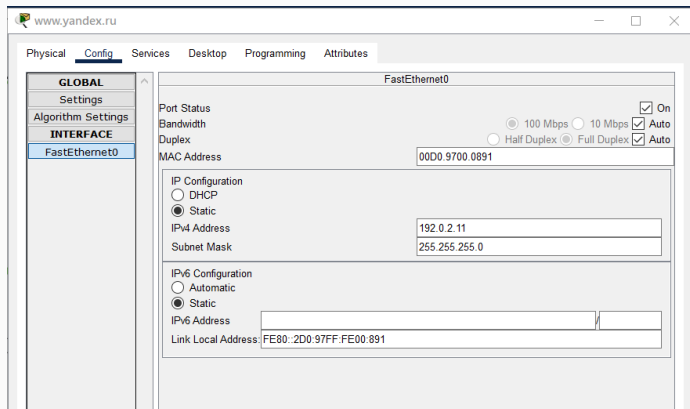 www.yandex.ru
Physical Config Services Desktop Programming Attributes
GLOBAL
Settings
Algorithm Settings
INTERFACE
FastEthernet0
FastEthernet0
Port Status On
Bandwidth 100 Mbps 10 Mbps Auto
Duplex Half Duplex Full Duplex Auto
MAC Address 00D0.9700.0891
IP Configuration
DHCP
Static
IPv4 Address 192.0.2.11
Subnet Mask 255.255.255.0
IPv6 Configuration
Automatic
Static
IPv6 Address /
Link Local Address: FE80::2D0:97FF:FE00:891